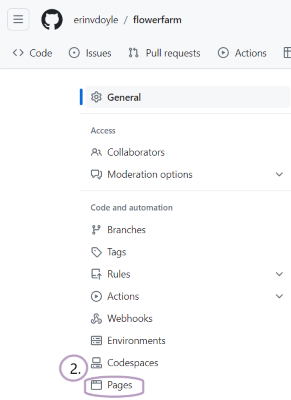 erinvdoyle / flowerfarm
Code Issues Pull requests Actions
General
Access
Collaborators
Moderation options
Code and automation
Branches
Tags
Rules
Actions
Webhooks
Environments
Codespaces
2.
Pages